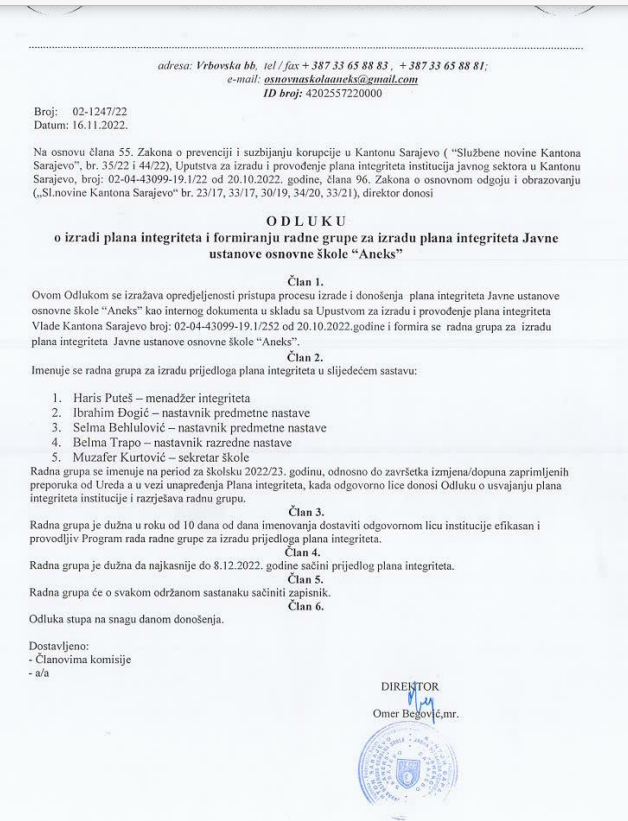 adresa: Vrbovska bb, tel / fax + 387 33 65 88 83 , + 387 33 65 88 81;
e-mail: osnovnaskolaaneks@gmail.com
ID broj: 4202557220000
Broj: 02-1247/22
Datum: 16.11.2022.
Na osnovu člana 55. Zakona o prevenciji i suzbijanju korupcije u Kantonu Sarajevo ( “Službene novine Kantona
Sarajevo”, br. 35/22 i 44/22), Uputstva za izradu i provođenje plana integriteta institucija javnog sektora u Kantonu
Sarajevo, broj: 02-04-43099-19.1/22 od 20.10.2022. godine, člana 96. Zakona o osnovnom odgoju i obrazovanju
(„Sl.novine Kantona Sarajevo“ br. 23/17, 33/17, 30/19, 34/20, 33/21), direktor donosi
O D L U K U
o izradi plana integriteta i formiranju radne grupe za izradu plana integriteta Javne
ustanove osnovne škole “Aneks”
Član 1.
Ovom Odlukom se izražava opredjeljenosti pristupa procesu izrade i donošenja plana integriteta Javne ustanove
osnovne škole “Aneks” kao internog dokumenta u skladu sa Upustvom za izradu i provođenje plana integriteta
Vlade Kantona Sarajevo broj: 02-04-43099-19.1/252 od 20.10.2022.godine i formira se radna grupa za izradu
plana integriteta Javne ustanove osnovne škole “Aneks”.
Član 2.
Imenuje se radna grupa za izradu prijedloga plana integriteta u slijedećem sastavu:
1. Haris Puteš – menadžer integriteta
2. Ibrahim Đogić – nastavnik predmetne nastave
3. Selma Behlulović – nastavnik predmetne nastave
4. Belma Trapo – nastavnik razredne nastave
5. Muzafer Kurtović – sekretar škole
Radna grupa se imenuje na period za školsku 2022/23. godinu, odnosno do završetka izmjena/dopuna zaprimljenih
preporuka od Ureda a u vezi unapređenja Plana integriteta, kada odgovorno lice donosi Odluku o usvajanju plana
integriteta institucije i razrješava radnu grupu.
Član 3.
Radna grupa je dužna u roku od 10 dana od dana imenovanja dostaviti odgovornom licu institucije efikasan i
provodljiv Program rada radne grupe za izradu prijedloga plana integriteta.
Član 4.
Radna grupa je dužna da najkasnije do 8.12.2022. godine sačini prijedlog plana integriteta.
Član 5.
Radna grupa će o svakom održanom sastanaku sačiniti zapisnik.
Član 6.
Odluka stupa na snagu danom donošenja.
Dostavljeno:
- Članovima komisije
- a/a
DIREKTOR
Omer Begović,mr.